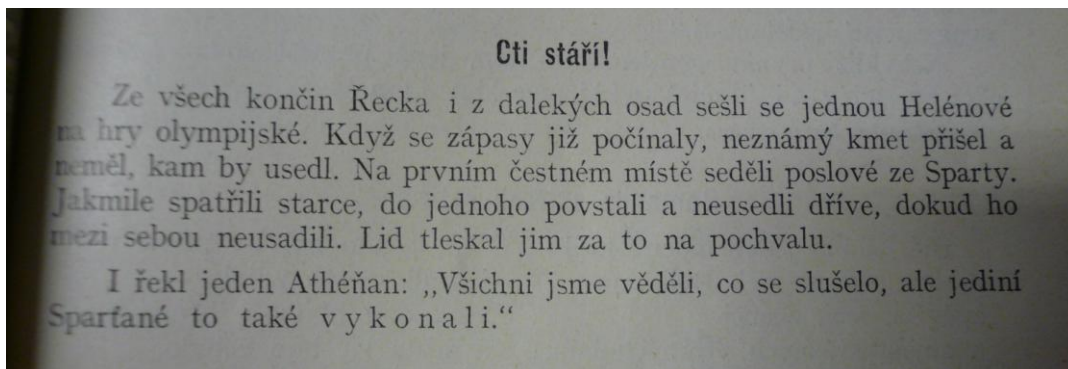 Cti stáří!
Ze všech končin Řecka i z dalekých osad sešli se jednou Helénové
na hry olympijské. Když se zápasy již počínaly, neznámý kmet přišel a
neměl, kam by usedl. Na prvním čestném místě seděli poslové ze Sparty.
Jakmile spatřili starce, do jednoho povstali a neusedli dříve, dokud ho
mezi sebou neusadili. Lid tleskal jim za to na pochvalu.
I řekl jeden Athéňan: „Všichni jsme věděli, co se slušelo, ale jediní
Sparťané to také vykonali.“